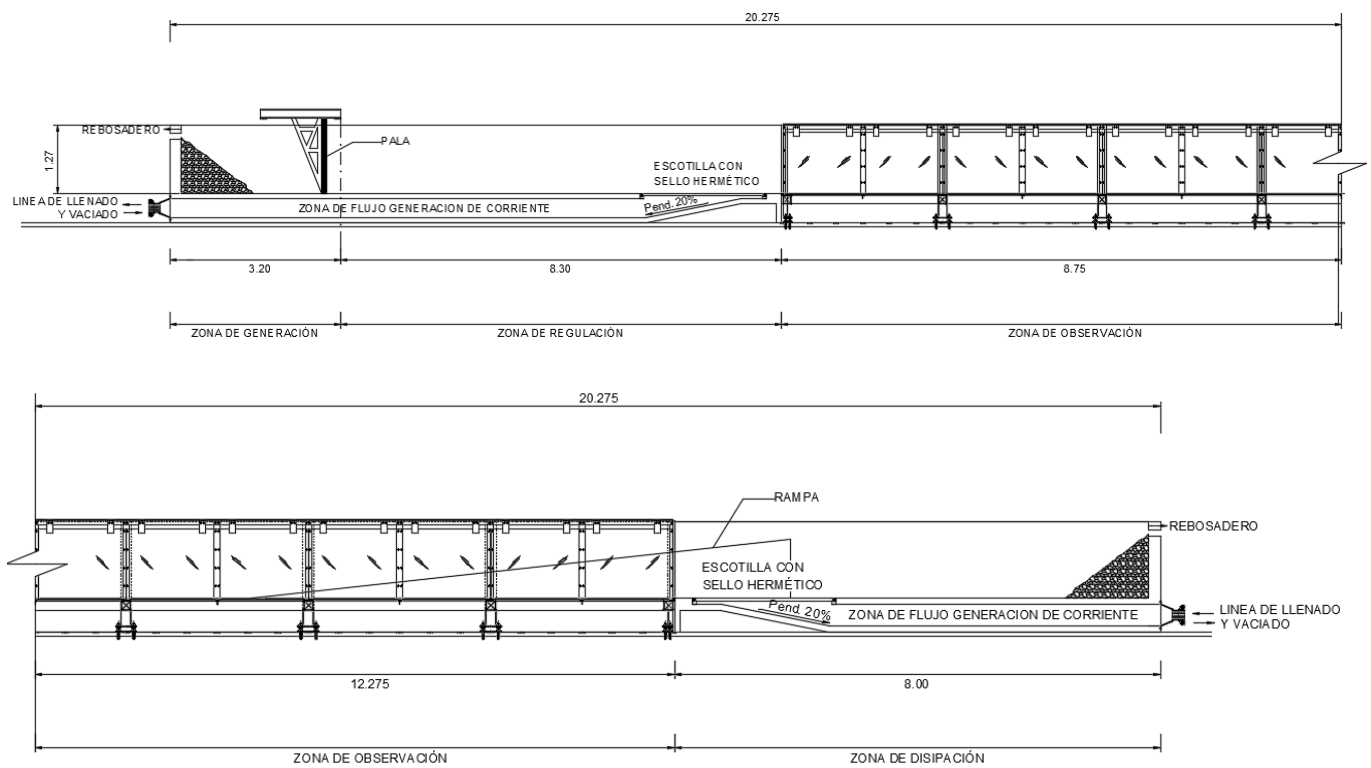 20.275
REBOSADERO
PALA
1.27
ESCOTILLA CON
SELLO HERMÉTICO
LINEA DE LLENADO
Y VACIADO
ZONA DE FLUJO GENERACION DE CORRIENTE
Pend. 20%
3.20
8.30
8.75
ZONA DE GENERACIÓN
ZONA DE REGULACIÓN
ZONA DE OBSERVACIÓN
20.275
RAMPA
REBOSADERO
ESCOTILLA CON
SELLO HERMÉTICO
Pend. 20%
ZONA DE FLUJO GENERACION DE CORRIENTE
LINEA DE LLENADO
Y VACIADO
12.275
8.00
ZONA DE OBSERVACIÓN
ZONA DE DISIPACIÓN